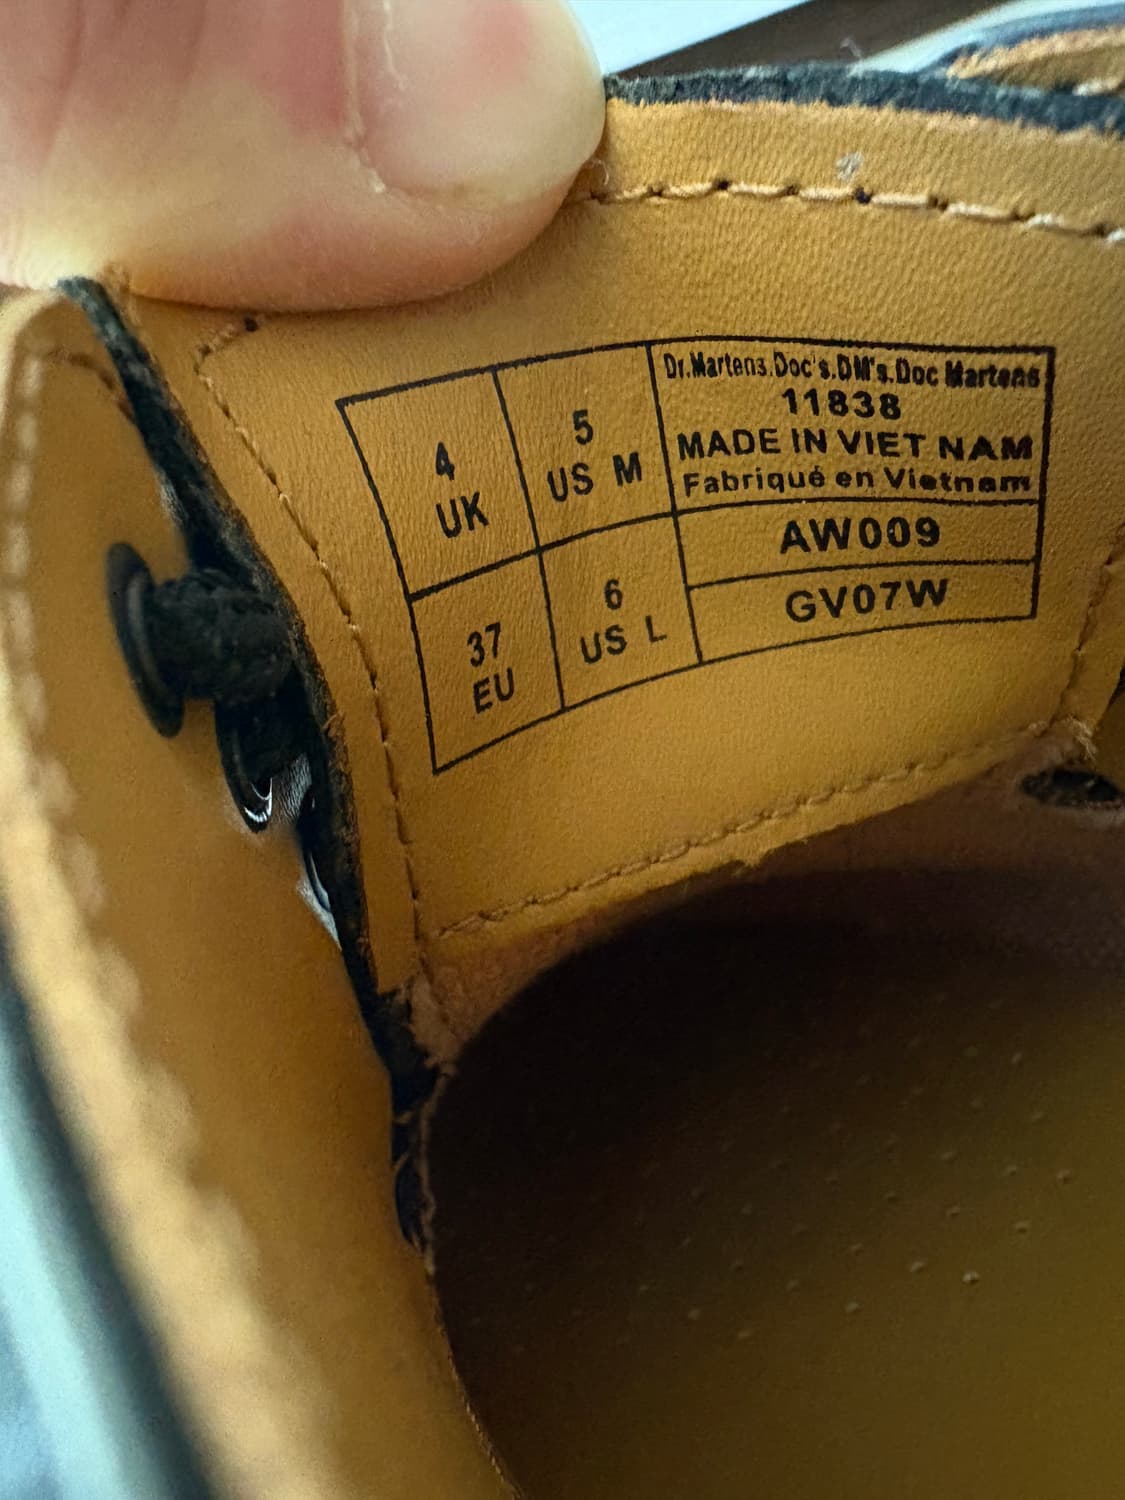 4
UK
5
US M
37
EU
6
US L
Dr.Martens.Doc's.DM's.Doc Martens
11838
MADE IN VIET NAM
Fabriqué en Vietnam
AW009
GV07W